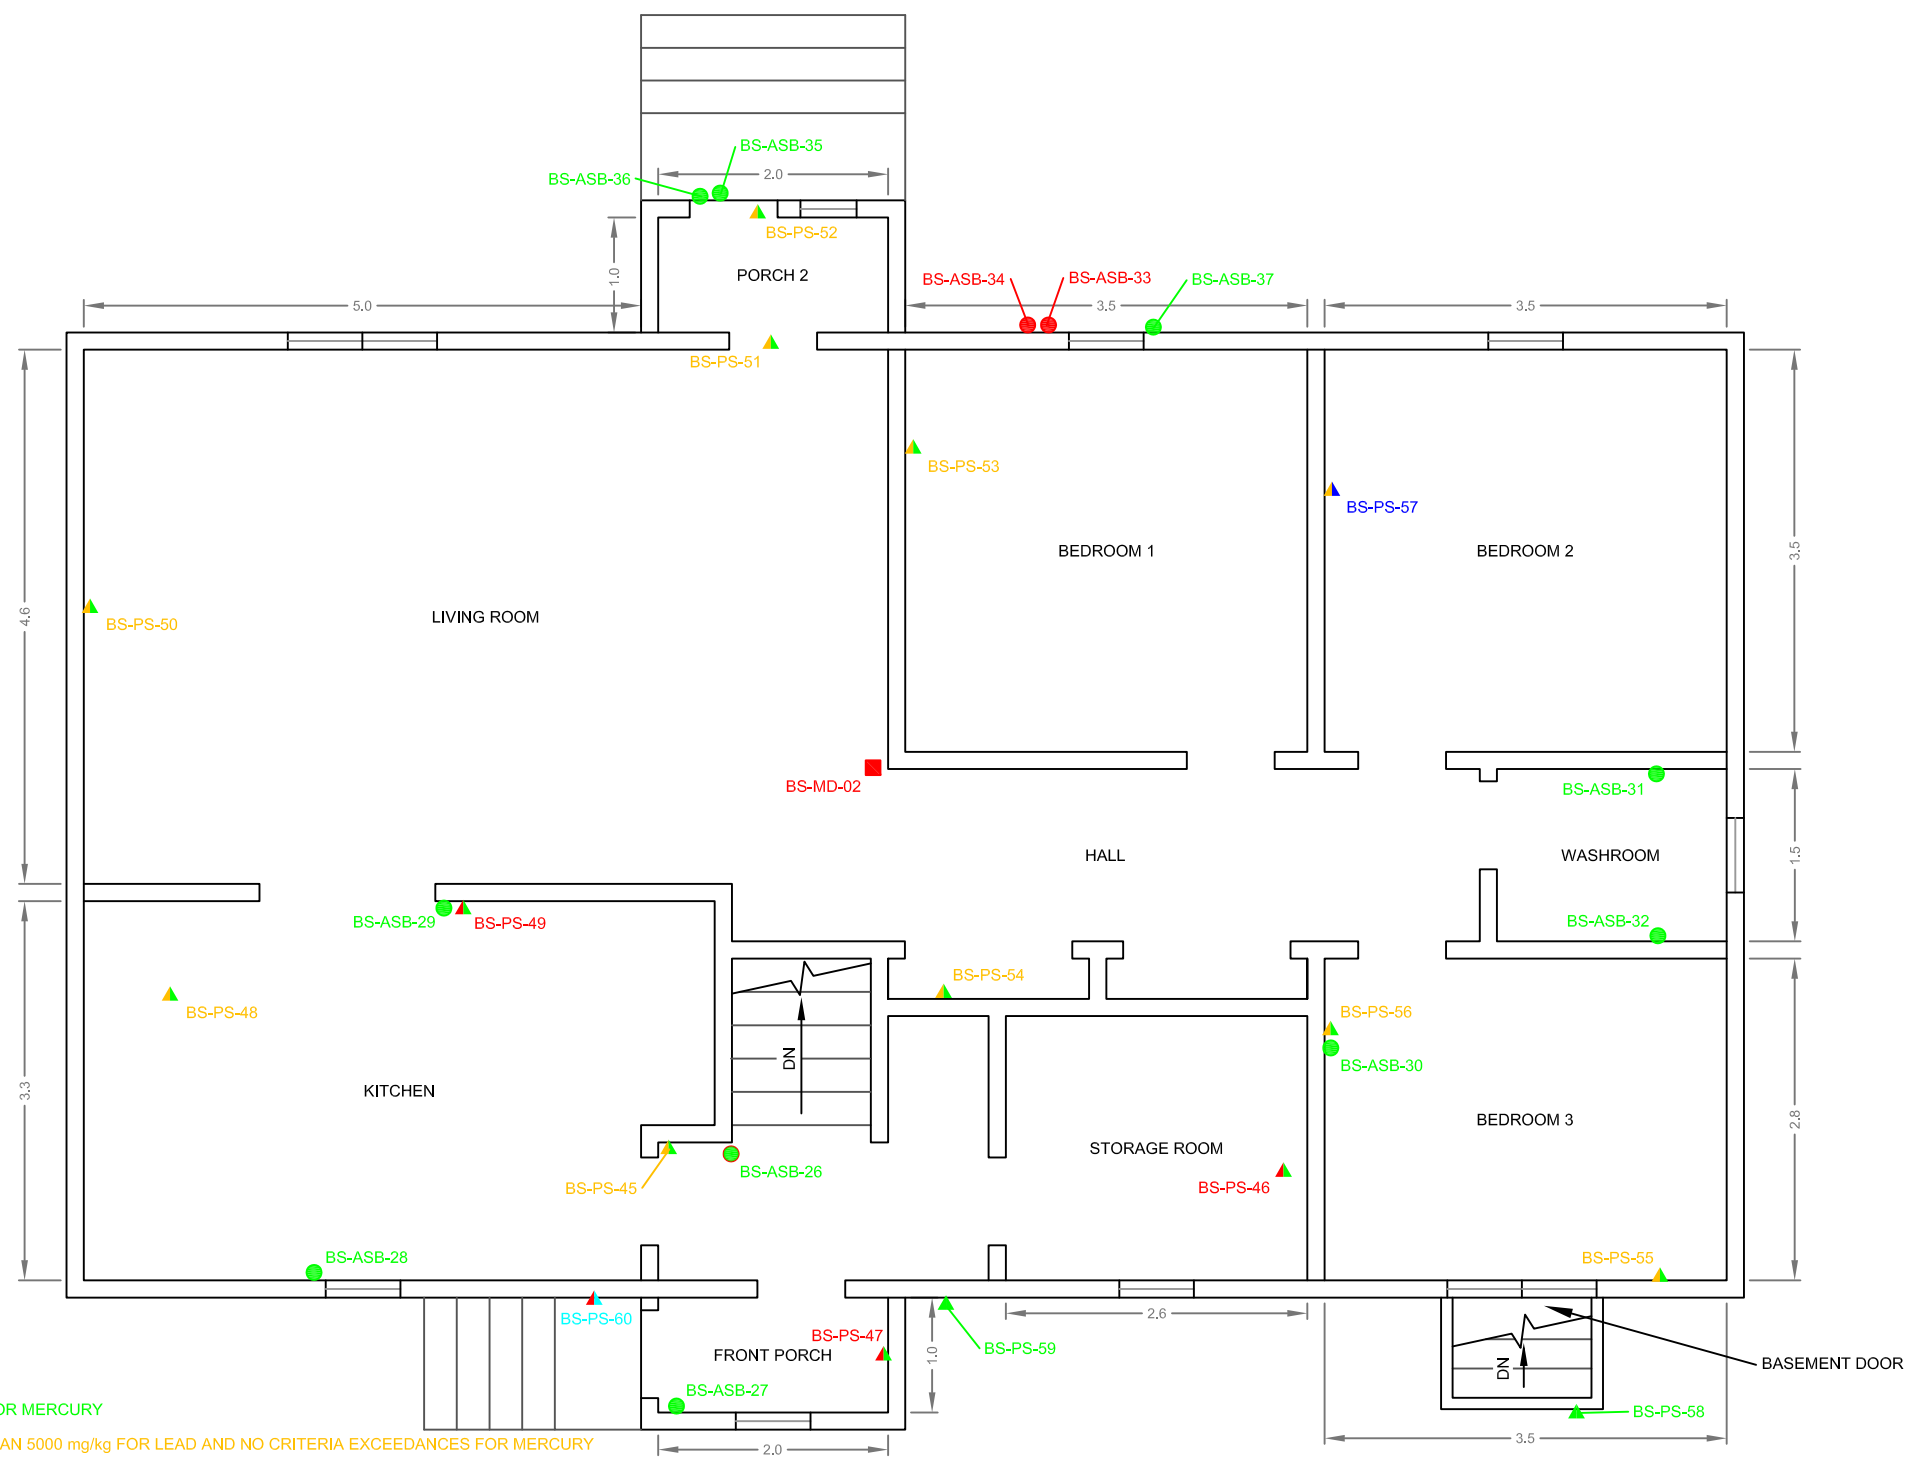 BS-ASB-35
2.0
BS-ASB-36
BS-PS-52
PORCH 2
1.0
BS-ASB-34
BS-ASB-33
BS-ASB-37
5.0
3.5
3.5
BS-PS-51
BS-PS-53
BS-PS-57
BEDROOM 1
BEDROOM 2
3.5
4.6
BS-PS-50
LIVING ROOM
BS-MD-02
BS-ASB-31
HALL
WASHROOM
1.5
BS-ASB-29
BS-PS-49
BS-ASB-32
BS-PS-54
BS-PS-48
BS-PS-56
DN
BS-ASB-30
3.3
KITCHEN
BEDROOM 3
2.8
STORAGE ROOM
BS-ASB-26
BS-PS-45
BS-PS-46
BS-ASB-28
BS-PS-55
BS-PS-60
2.6
BS-PS-47
1.0
BS-PS-59
FRONT PORCH
DN
BASEMENT DOOR
BS-ASB-27
OR MERCURY
BS-PS-58
AN 5000 mg/kg FOR LEAD AND NO CRITERIA EXCEEDANCES FOR MERCURY
2.0
3.5